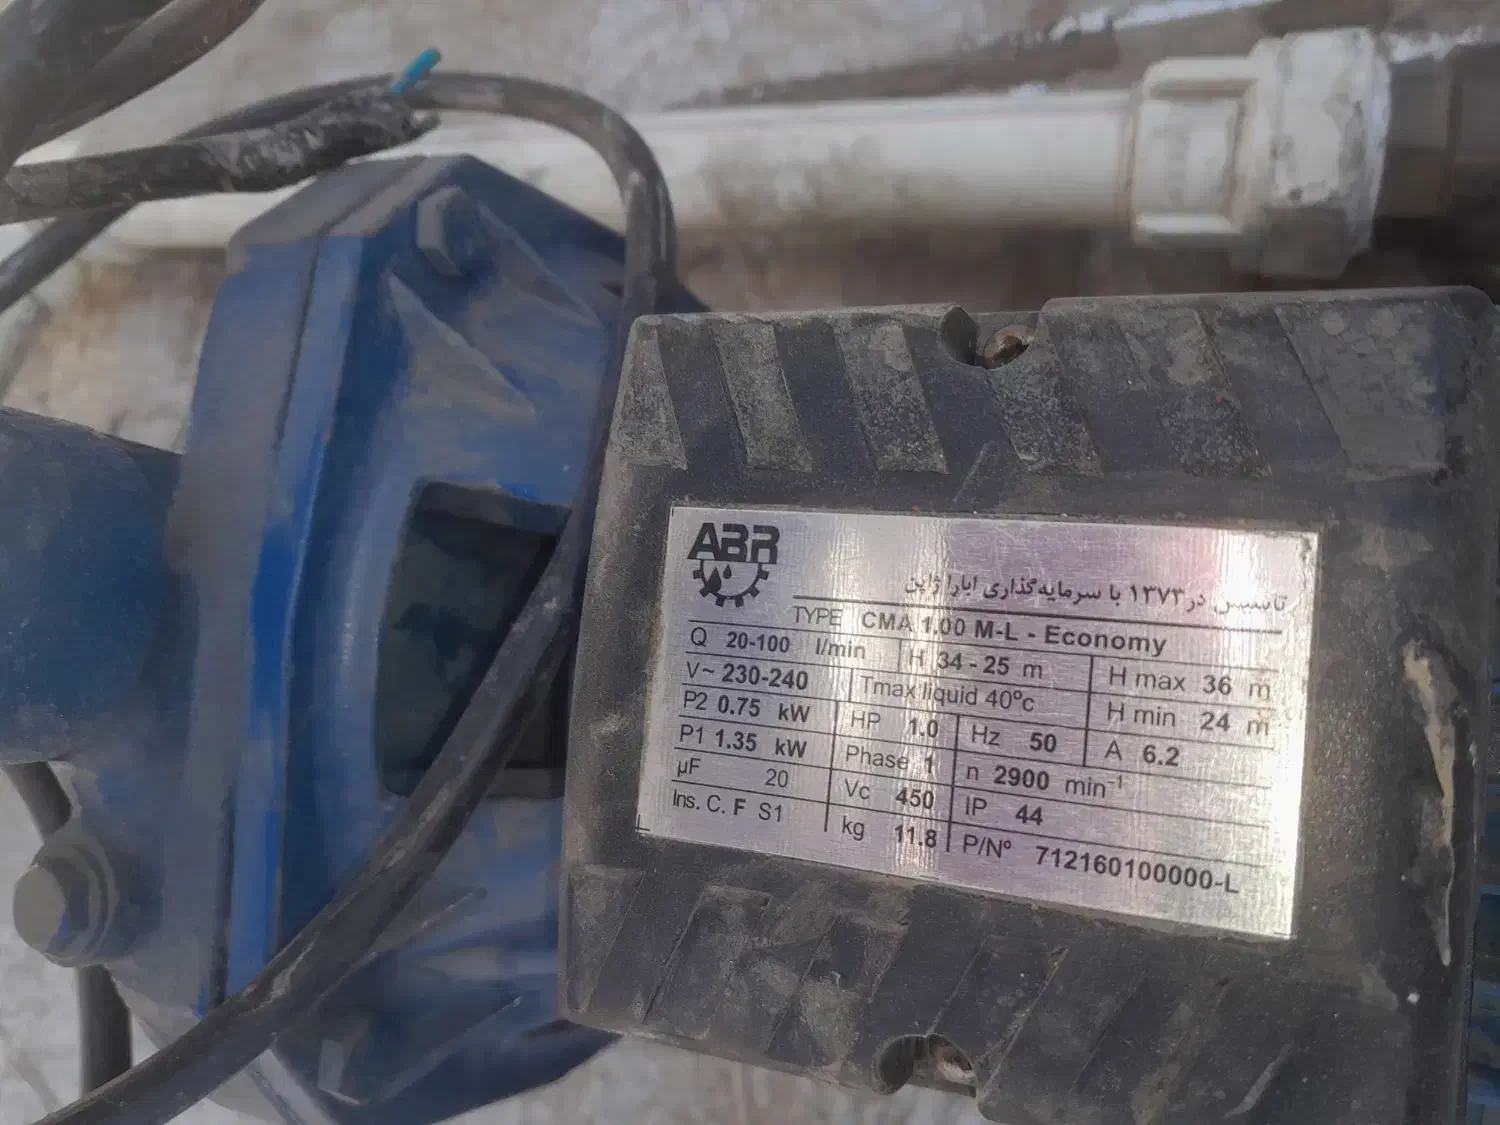 ABR
تاسیس در ۱۳۷۳ با سرمایه‌گذاری ابارا ژاپن
TYPE CMA 1.00 M-L - Economy
Q 20-100 l/min H 34-25 m H max 36 m
V~ 230-240 Tmax liquid 40°c H min 24 m
P2 0.75 kW HP 1.0 Hz 50 A 6.2
P1 1.35 kW Phase 1 n 2900 min-1
µF 20 Vc 450 IP 44
Ins. C. F S1 kg 11.8 P/Nº 712160100000-L